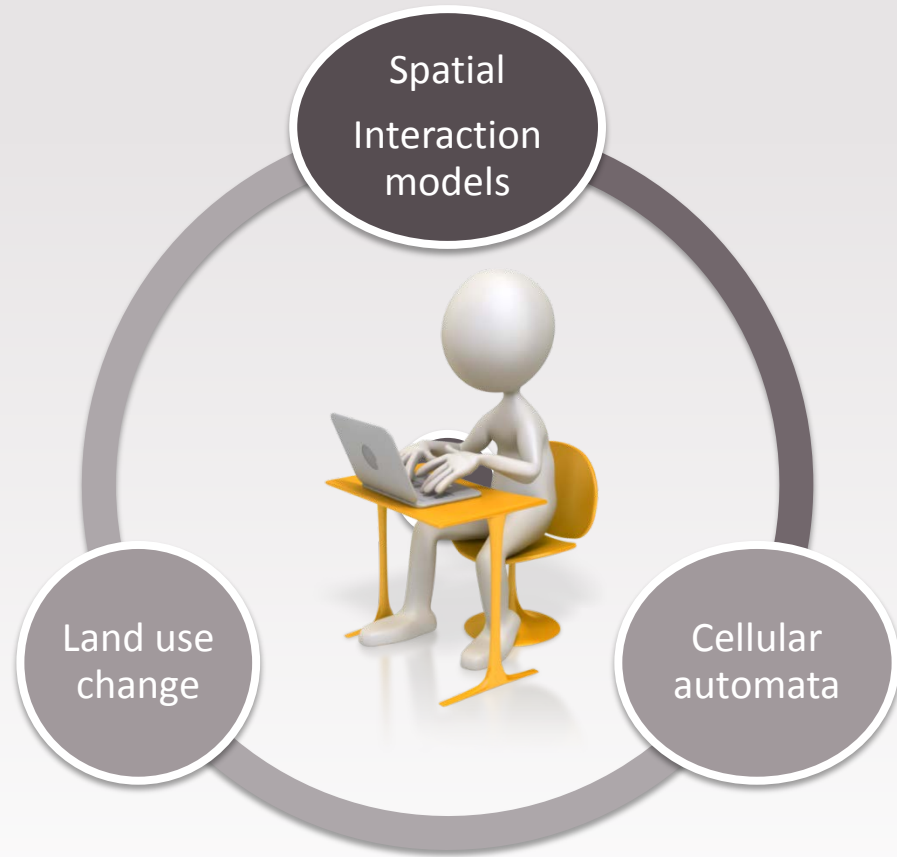 Spatial
Interaction
models
Land use
change
Cellular
automata